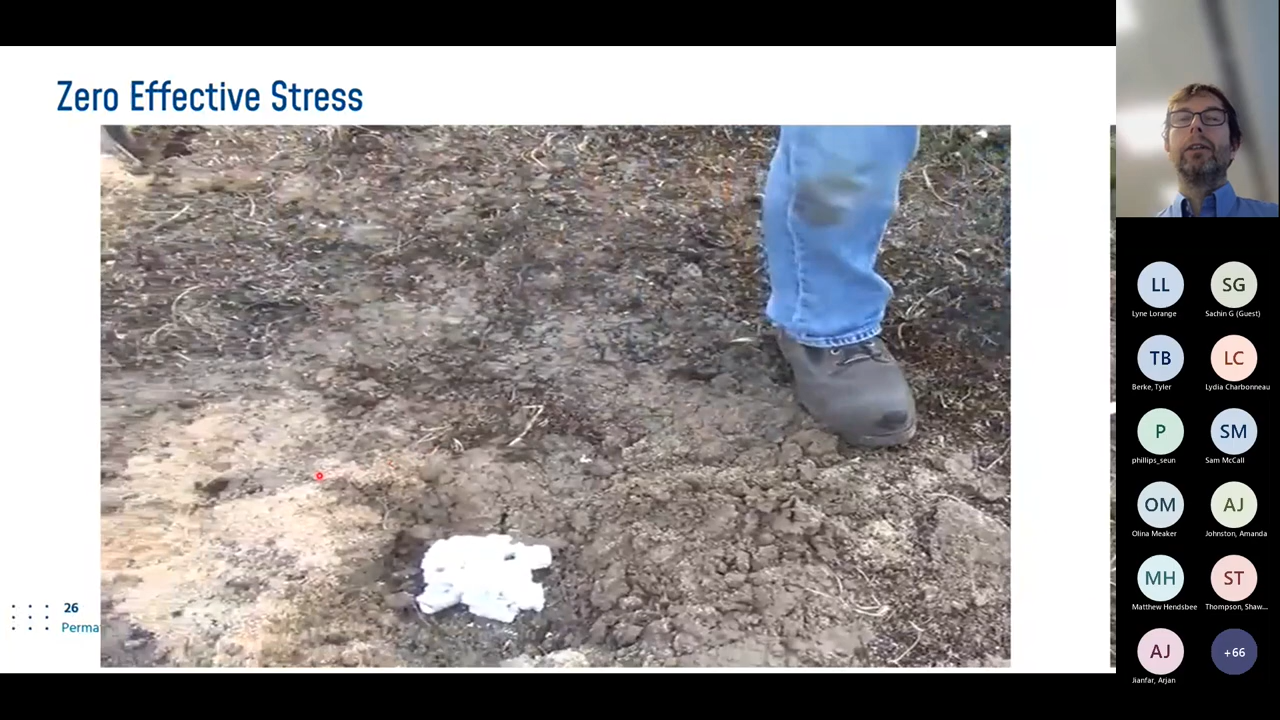 Zero Effective Stress
26
Perma
LL
Lyne Lorange
SG
Sachin G (Guest)
TB
Berke, Tyler
LC
Lydia Charbonneau
P
phillips_seun
SM
Sam McCall
OM
Olina Meaker
AJ
Johnston, Amanda
MH
Matthew Hendsbee
ST
Thompson, Shaw...
AJ
Jianfar, Arjan
+66